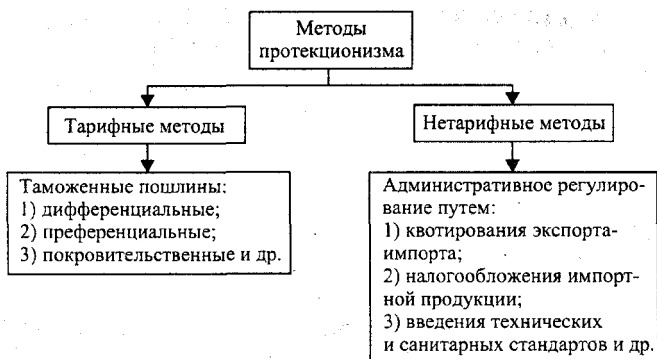 Методы
протекционизма
Тарифные методы
Нетарифные методы
Таможенные пошлины:
1) дифференциальные;
2) преференциальные;
3) покровительственные и др.
Административное регулиро-
вание путем:
1) квотирования экспорта-
импорта;
2) налогообложения импорт-
ной продукции;
3) введения технических
и санитарных стандартов и др.